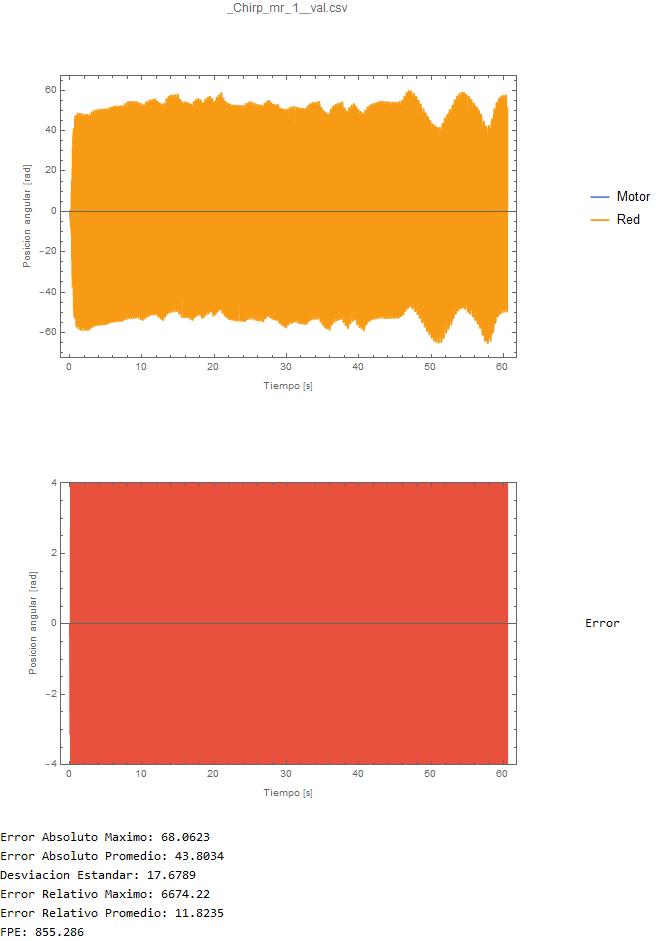 _Chirp_mr_1__val.csv
60
40
20
0
-20
-40
-60
Posicion angular [rad]
0 10 20 30 40 50 60
Tiempo [s]
Motor
Red
4
2
0
-2
-4
Posicion angular [rad]
0 10 20 30 40 50 60
Tiempo [s]
Error
Error Absoluto Maximo: 68.0623
Error Absoluto Promedio: 43.8034
Desviacion Estandar: 17.6789
Error Relativo Maximo: 6674.22
Error Relativo Promedio: 11.8235
FPE: 855.286